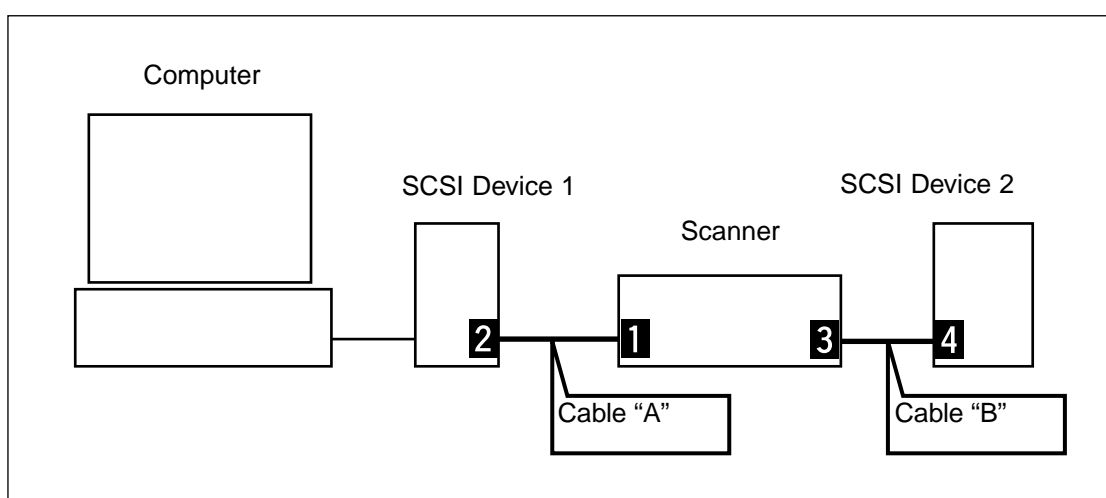 Computer
SCSI Device 1
SCSI Device 2
Scanner
2
1
3
4
Cable “A”
Cable “B”